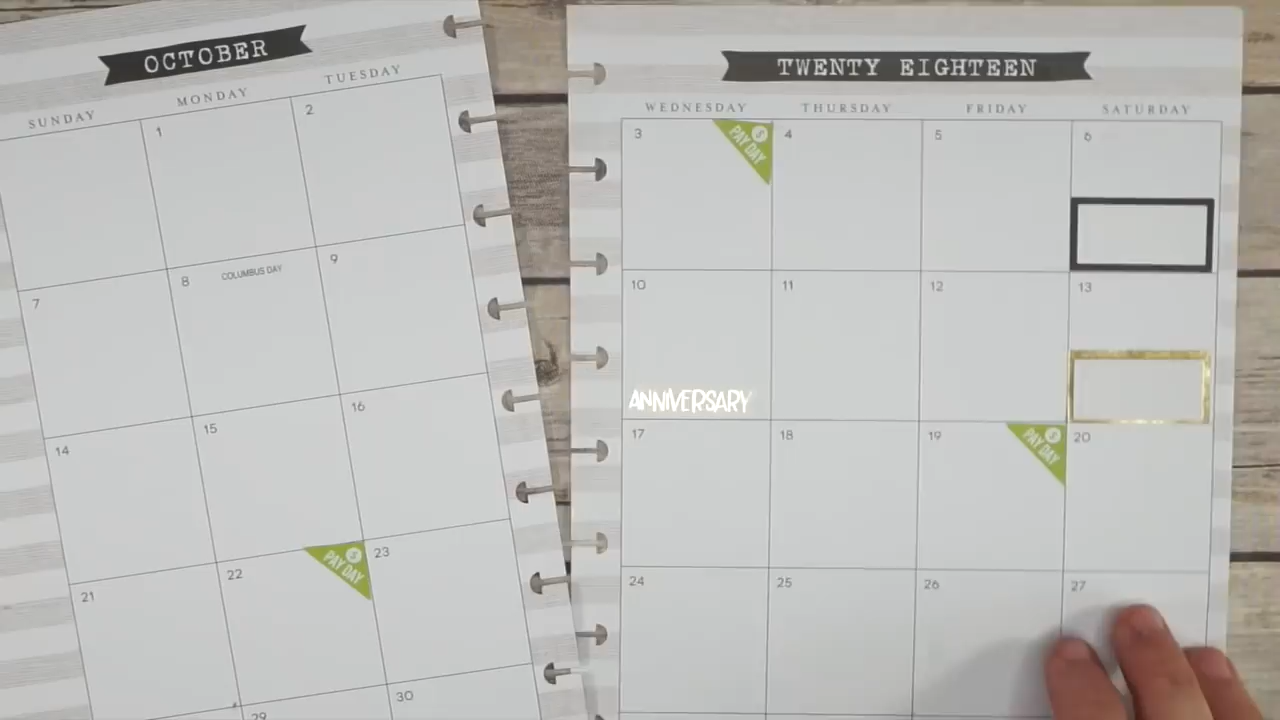 OCTOBER
SUNDAY MONDAY TUESDAY
1 2
7 8 COLUMBUS DAY 9
14 15 16
21 22 PAY DAY 23
29 30
TWENTY EIGHTEEN
WEDNESDAY THURSDAY FRIDAY SATURDAY
3 $ PAY DAY 4 5 6
10 11 12 13
ANNIVERSARY
17 18 19 $ PAY DAY 20
24 25 26 27